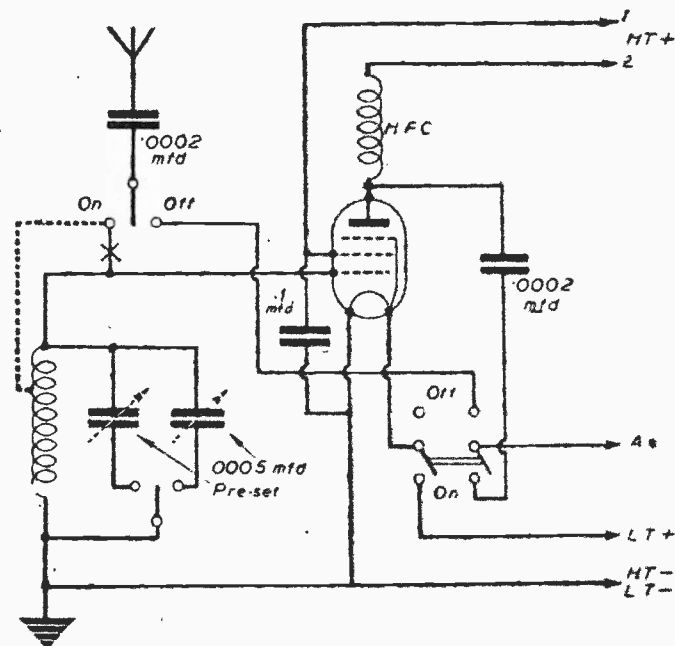 1
HT+
2
HFC
.0002
mfd
On
Off
.1
mfd
.0002
mfd
Off
.0005 mfd
Pre-set
On
A*
LT+
HT-
LT-